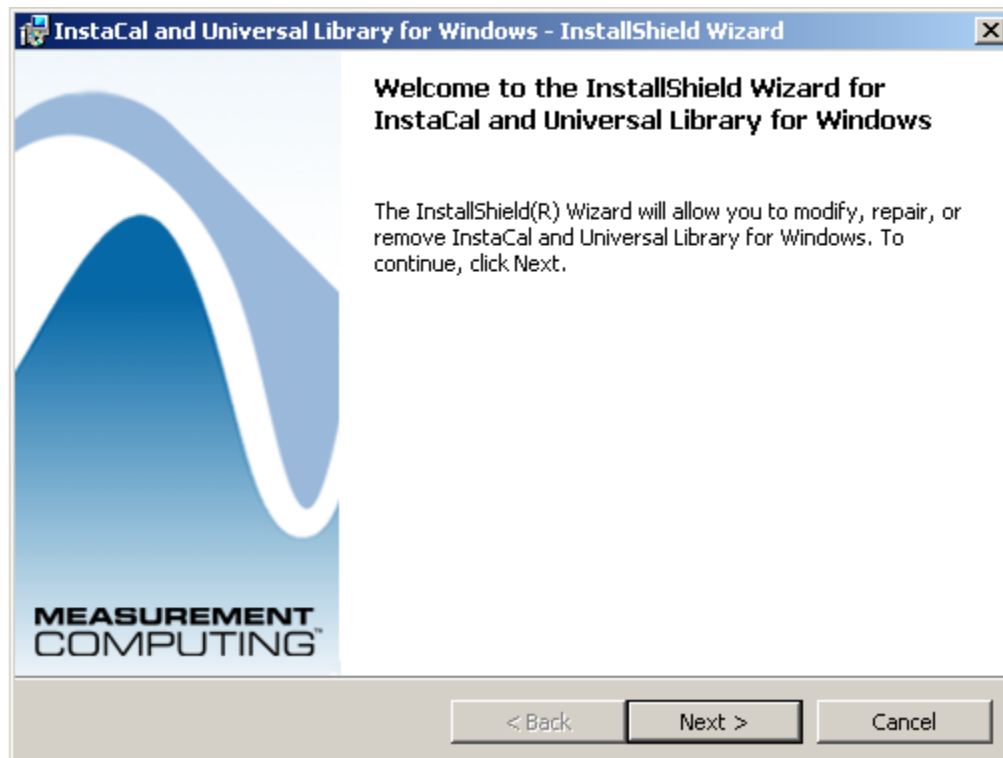 InstaCal and Universal Library for Windows - InstallShield Wizard
Welcome to the InstallShield Wizard for
InstaCal and Universal Library for Windows
The InstallShield(R) Wizard will allow you to modify, repair, or
remove InstaCal and Universal Library for Windows. To
continue, click Next.
MEASUREMENT
COMPUTING™
< Back
Next >
Cancel